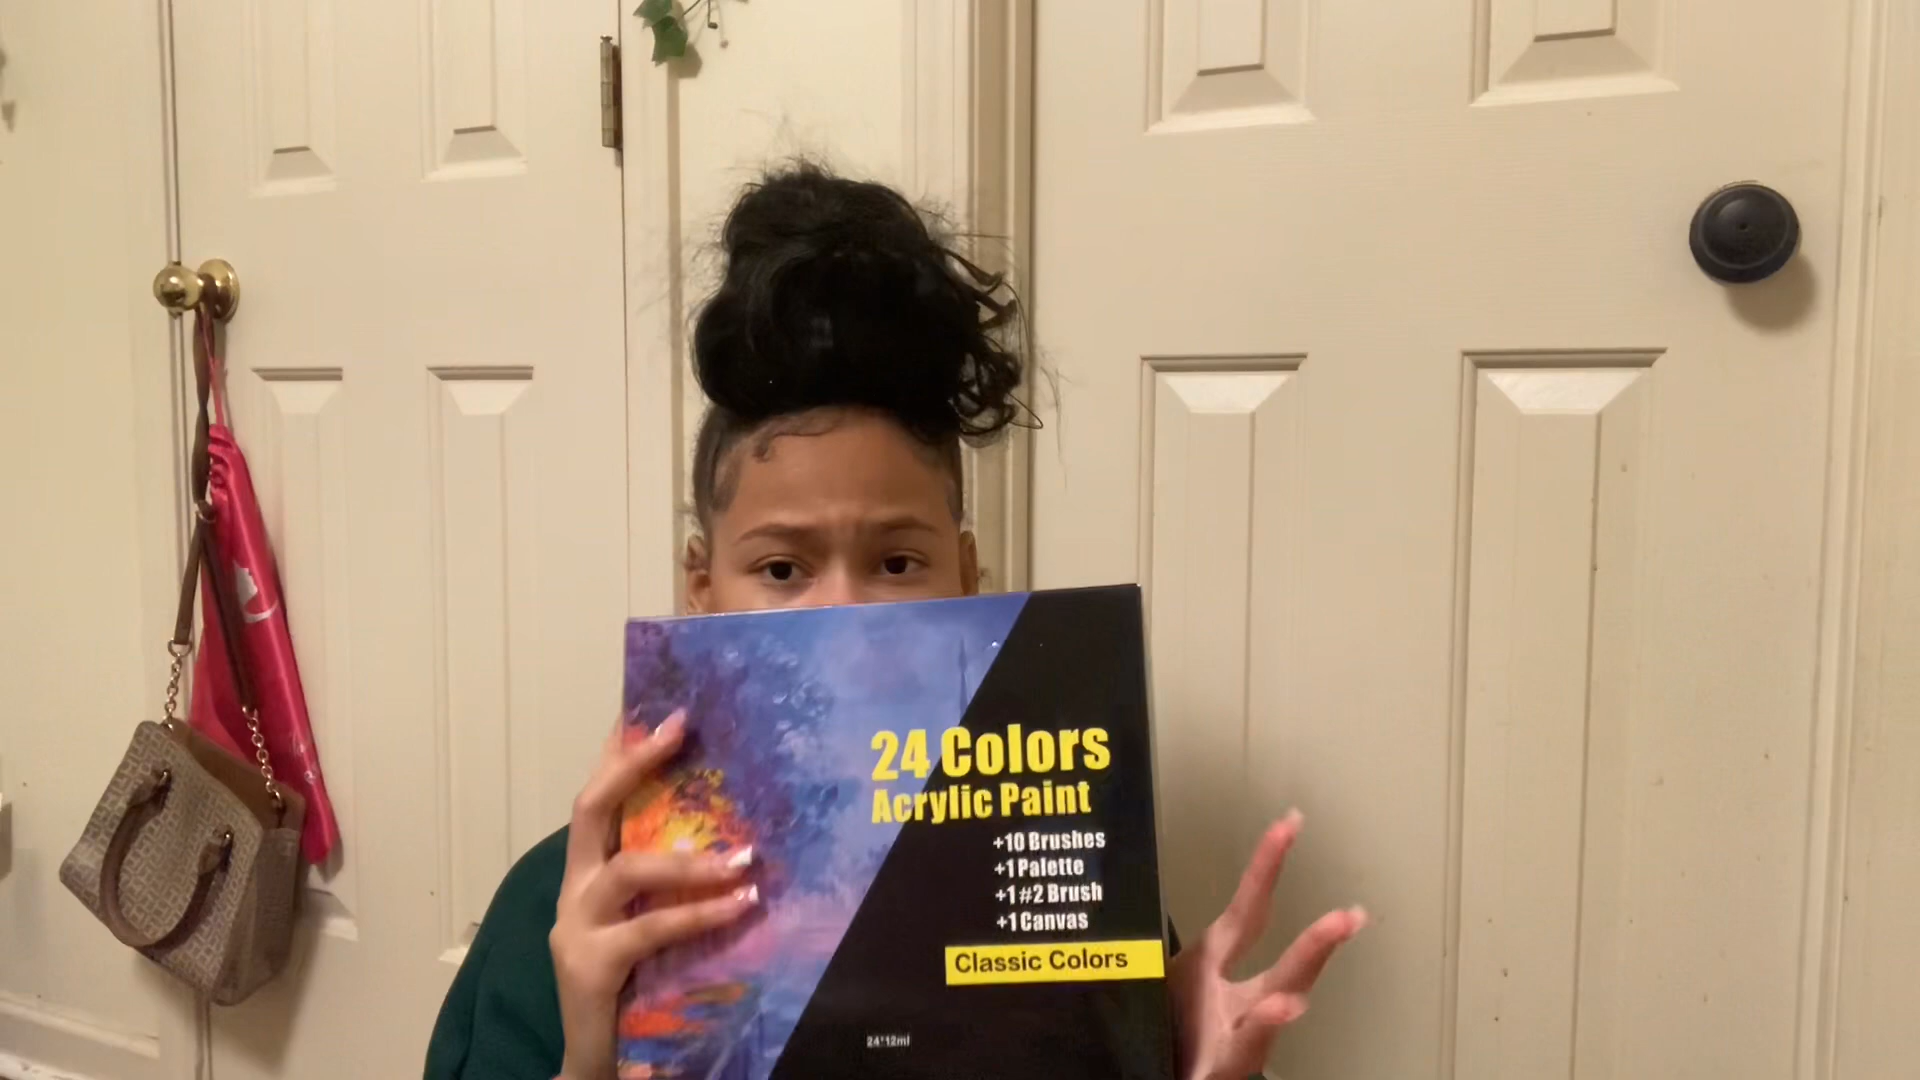 24 Colors
Acrylic Paint
+10 Brushes
+1 Palette
+1 #2 Brush
+1 Canvas
Classic Colors
24*12ml